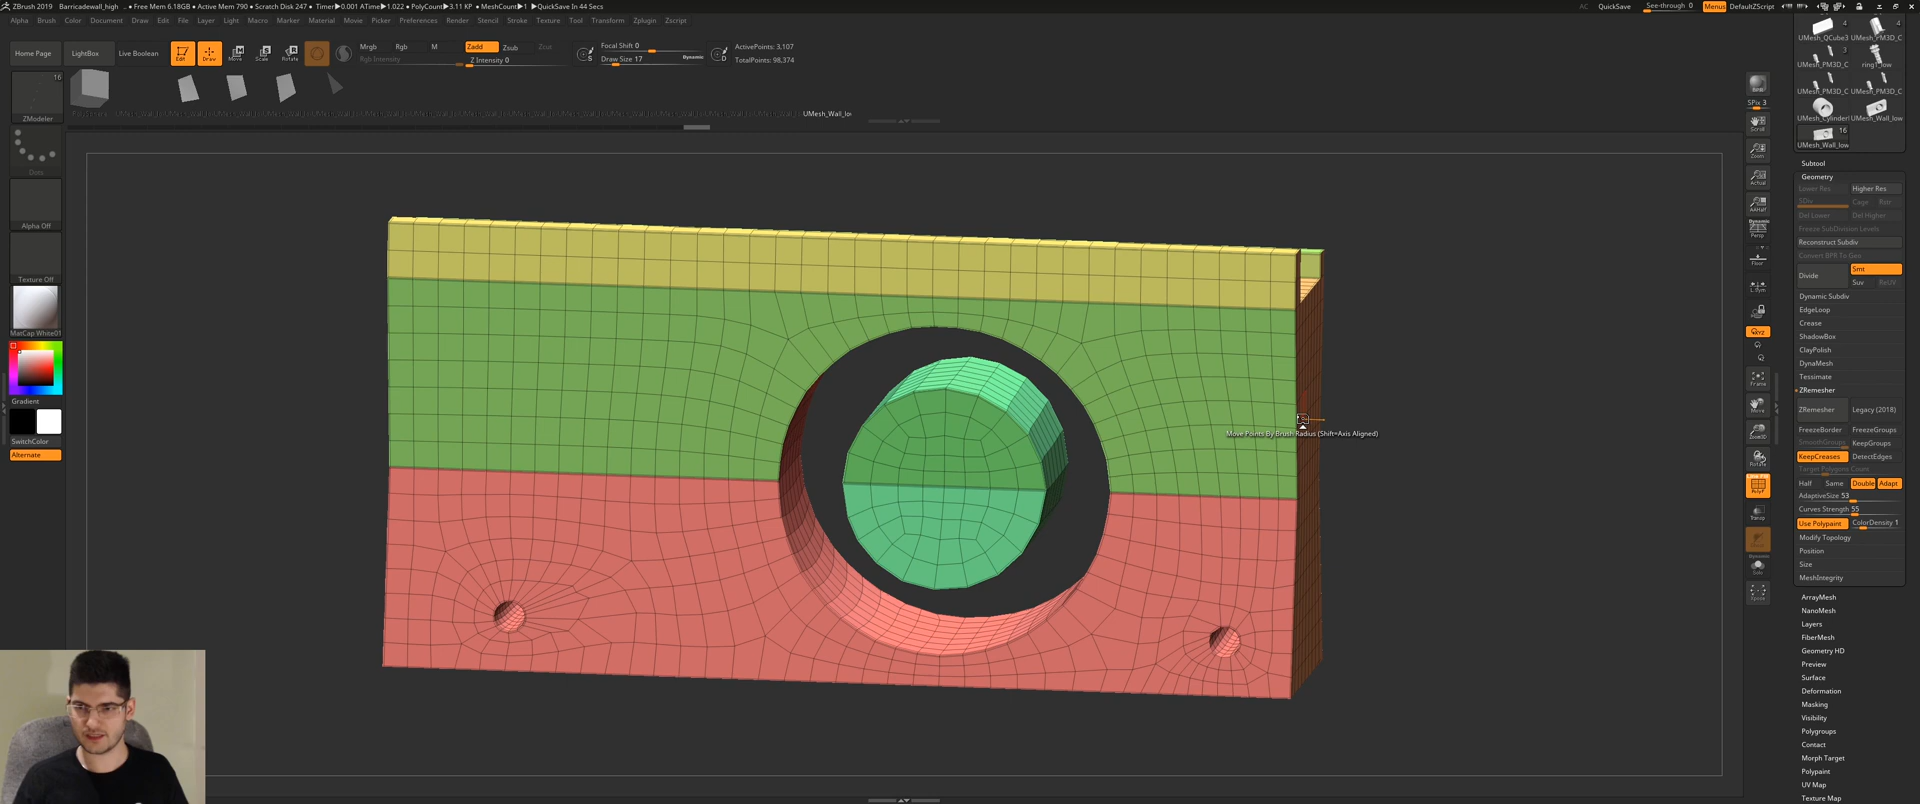 ZBrush 2019 Barricadewall_high .. • Free Mem 6.18GB • Active Mem 790 • Scratch Disk 247 • Timer▶0.001 ATime▶1.022 • PolyCount▶3.11 KP • MeshCount▶1 ▶QuickSave In 44 Secs
AC QuickSave See-through 0 Menus DefaultZScript
Alpha Brush Color Document Draw Edit File Layer Light Macro Marker Material Movie Picker Preferences Render Stencil Stroke Texture Tool Transform Zplugin Zscript
Home Page LightBox Live Boolean Edit Draw Move Scale Rotate
Mrgb Rgb M Zadd Zsub Zcut
Rgb Intensity Z Intensity 0
Focal Shift 0
Draw Size 17 Dynamic
S
D
ActivePoints: 3,107
TotalPoints: 98,374
16
ZModeler
Dots
Alpha Off
Texture Off
MatCap White01
Gradient
SwitchColor
Alternate
UMesh_Wall_lo
Move Points By Brush Radius (Shift=Axis Aligned)
BPR
SPix 3
Scroll
Zoom
Actual
AAHalf
Dynamic
Persp
Floor
L.Sym
XYZ
Frame
Move
Zoom3D
Rotate
PolyF
Transp
Dynamic
Solo
Xpose
4 4
UMesh_QCube3 UMesh_PM3D_C
3
UMesh_PM3D_C ring1_low
UMesh_PM3D_C UMesh_PM3D_C
UMesh_Cylinder UMesh_Wall_low
16
UMesh_Wall_low
Subtool
Geometry
Lower Res Higher Res
SDiv Cage Rstr
Del Lower Del Higher
Freeze SubDivision Levels
Reconstruct Subdiv
Convert BPR To Geo
Divide Smt
Suv ReUV
Dynamic Subdiv
EdgeLoop
Crease
ShadowBox
ClayPolish
DynaMesh
Tessimate
ZRemesher
ZRemesher Legacy (2018)
FreezeBorder FreezeGroups
SmoothGroups KeepGroups
KeepCreases DetectEdges
Target Polygons Count
Half Same Double Adapt
AdaptiveSize 53
Curves Strength 55
Use Polypaint ColorDensity 1
Modify Topology
Position
Size
MeshIntegrity
ArrayMesh
NanoMesh
Layers
FiberMesh
Geometry HD
Preview
Surface
Deformation
Masking
Visibility
Polygroups
Contact
Morph Target
Polypaint
UV Map
Texture Map